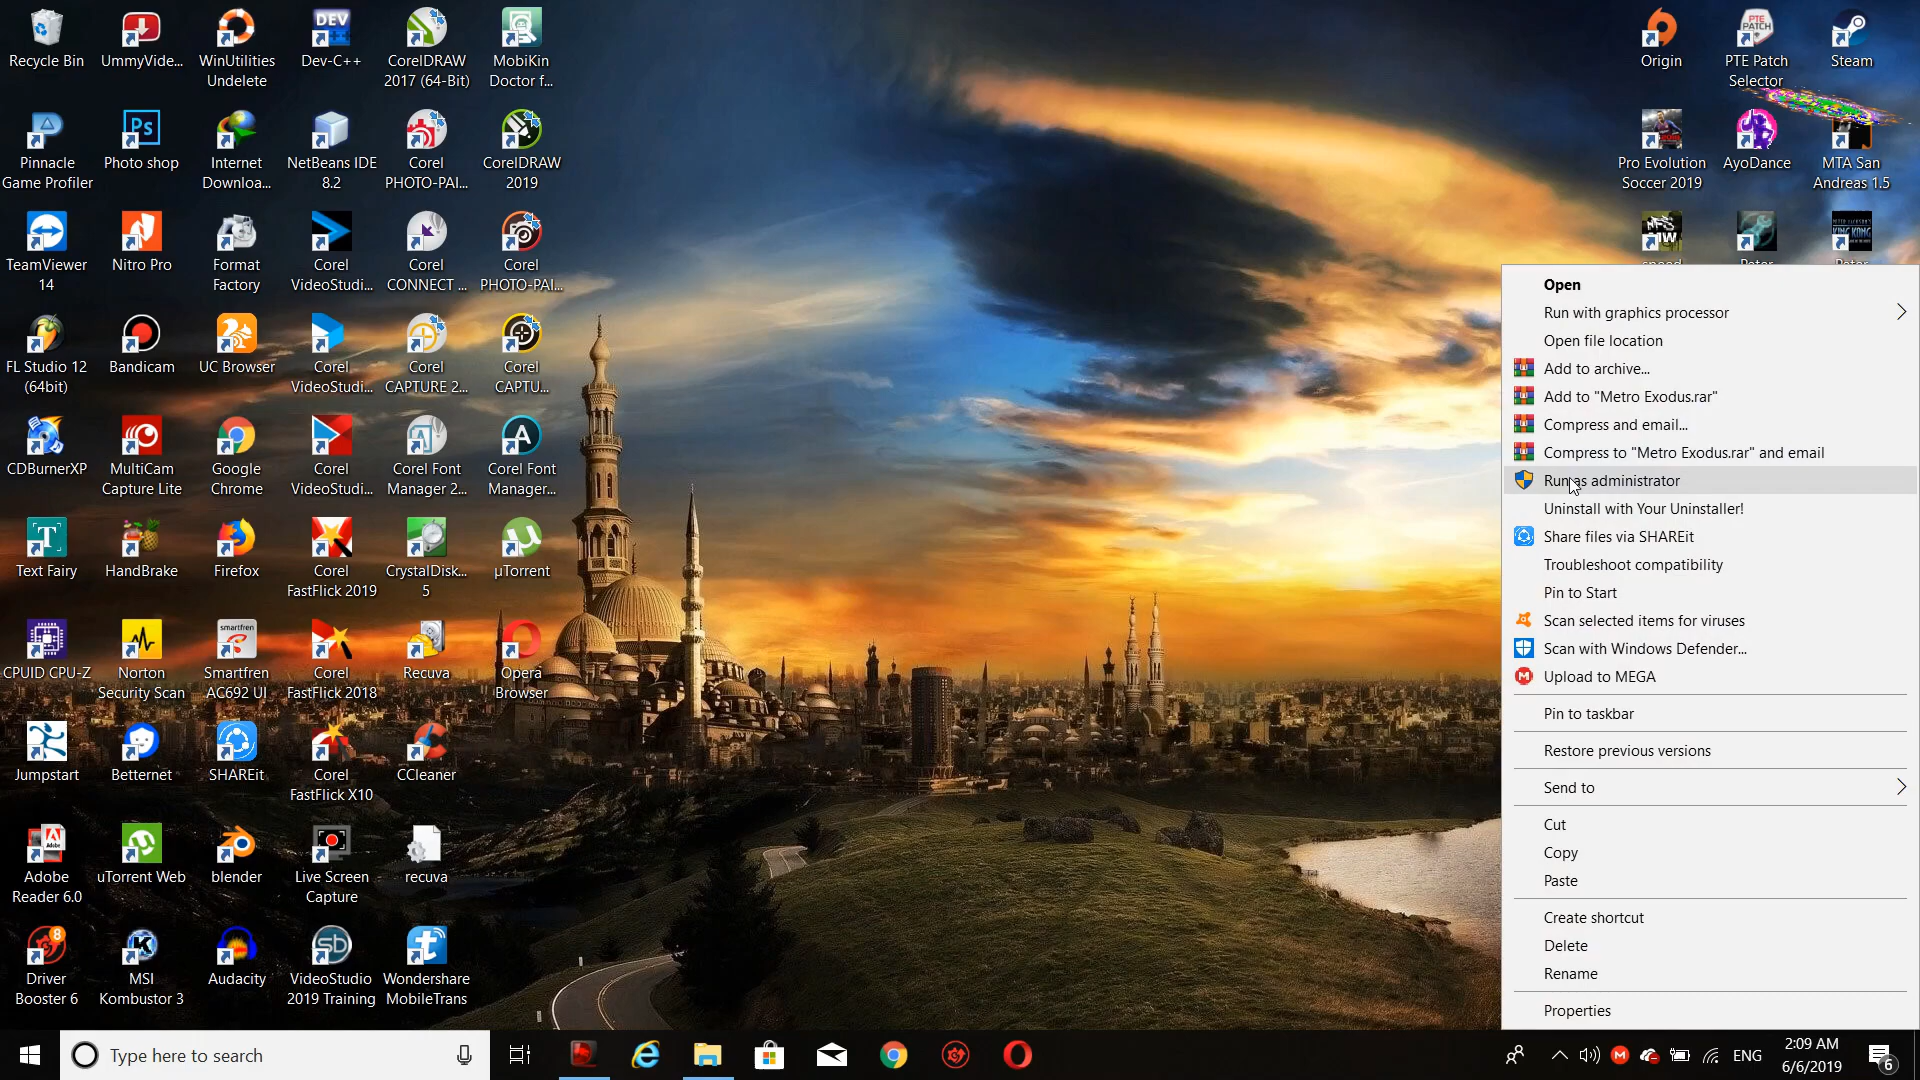 Recycle Bin
UmmyVide...
WinUtilities
Undelete
DEV
Dev-C++
CorelDRAW
2017 (64-Bit)
MobiKin
Doctor f...
Pinnacle
Game Profiler
Ps
Photo shop
Internet
Downloa...
NetBeans IDE
8.2
Corel
PHOTO-PAI...
CorelDRAW
2019
TeamViewer
14
Nitro Pro
Format
Factory
Corel
VideoStudi...
Corel
CONNECT ...
Corel
PHOTO-PAI...
FL Studio 12
(64bit)
Bandicam
UC Browser
Corel
VideoStudi...
Corel
CAPTURE 2...
Corel
CAPTU...
CDBurnerXP
MultiCam
Capture Lite
Google
Chrome
Corel
VideoStudi...
Corel Font
Manager 2...
Corel Font
Manager...
Text Fairy
HandBrake
Firefox
Corel
FastFlick 2019
CrystalDisk...
5
µTorrent
CPUID CPU-Z
Norton
Security Scan
smartfren
Smartfren
AC692 UI
Corel
FastFlick 2018
Recuva
Opera
Browser
Jumpstart
Betternet
SHAREit
Corel
FastFlick X10
CCleaner
Adobe
Adobe
Reader 6.0
uTorrent Web
blender
Live Screen
Capture
recuva
8
Driver
Booster 6
K
MSI
Kombustor 3
Audacity
sb
VideoStudio
2019 Training
Wondershare
MobileTrans
Origin
PTE
PATCH
PTE Patch
Selector
Steam
Pro Evolution
Soccer 2019
AyoDance
MTA San
Andreas 1.5
KING KONG
Open
Run with graphics processor
Open file location
Add to archive...
Add to "Metro Exodus.rar"
Compress and email...
Compress to "Metro Exodus.rar" and email
Run as administrator
Uninstall with Your Uninstaller!
Share files via SHAREit
Troubleshoot compatibility
Pin to Start
Scan selected items for viruses
Scan with Windows Defender...
Upload to MEGA
Pin to taskbar
Restore previous versions
Send to
Cut
Copy
Paste
Create shortcut
Delete
Rename
Properties
Type here to search
ENG
2:09 AM
6/6/2019
6